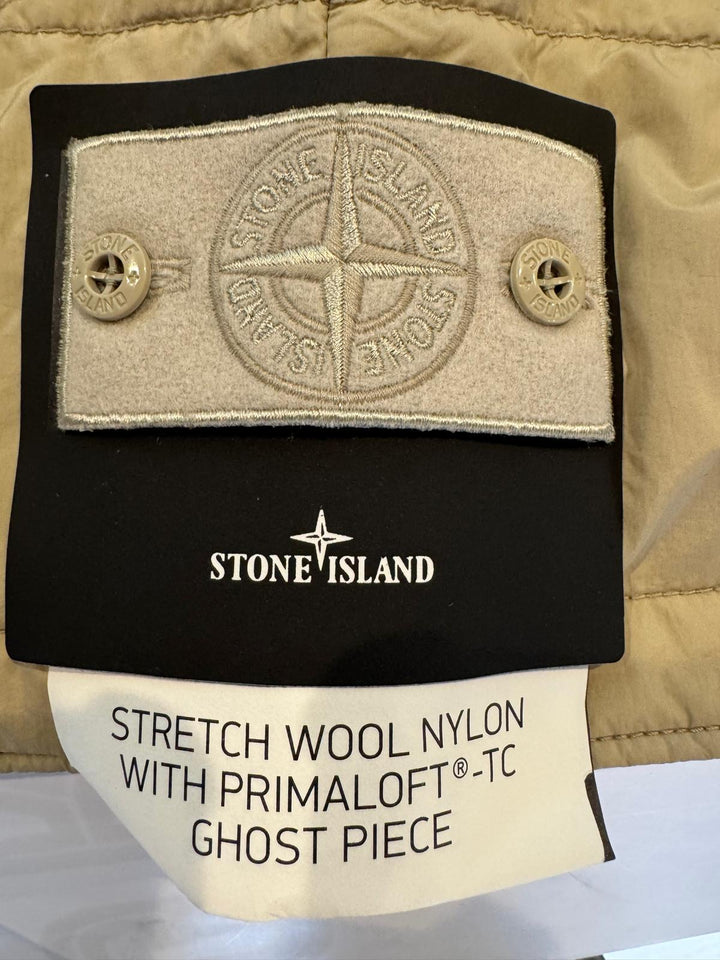 STONE ISLAND
STONE ISLAND
STONE
ISLAND
STONE
ISLAND
STONE ISLAND
STRETCH WOOL NYLON
WITH PRIMALOFT®-TC
GHOST PIECE